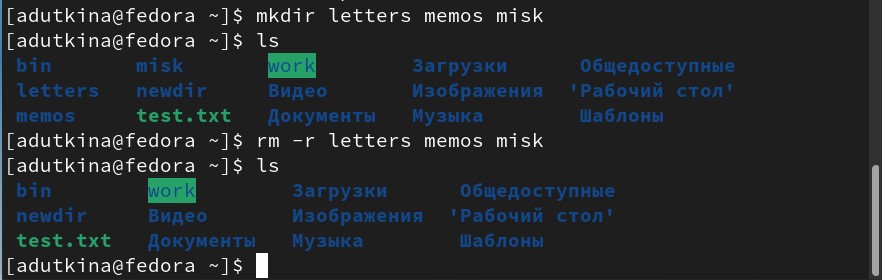 [adutkina@fedora ~]$ mkdir letters memos misk
[adutkina@fedora ~]$ ls
bin misk work Загрузки Общедоступные
letters newdir Видео Изображения 'Рабочий стол'
memos test.txt Документы Музыка Шаблоны
[adutkina@fedora ~]$ rm -r letters memos misk
[adutkina@fedora ~]$ ls
bin work Загрузки Общедоступные
newdir Видео Изображения 'Рабочий стол'
test.txt Документы Музыка Шаблоны
[adutkina@fedora ~]$